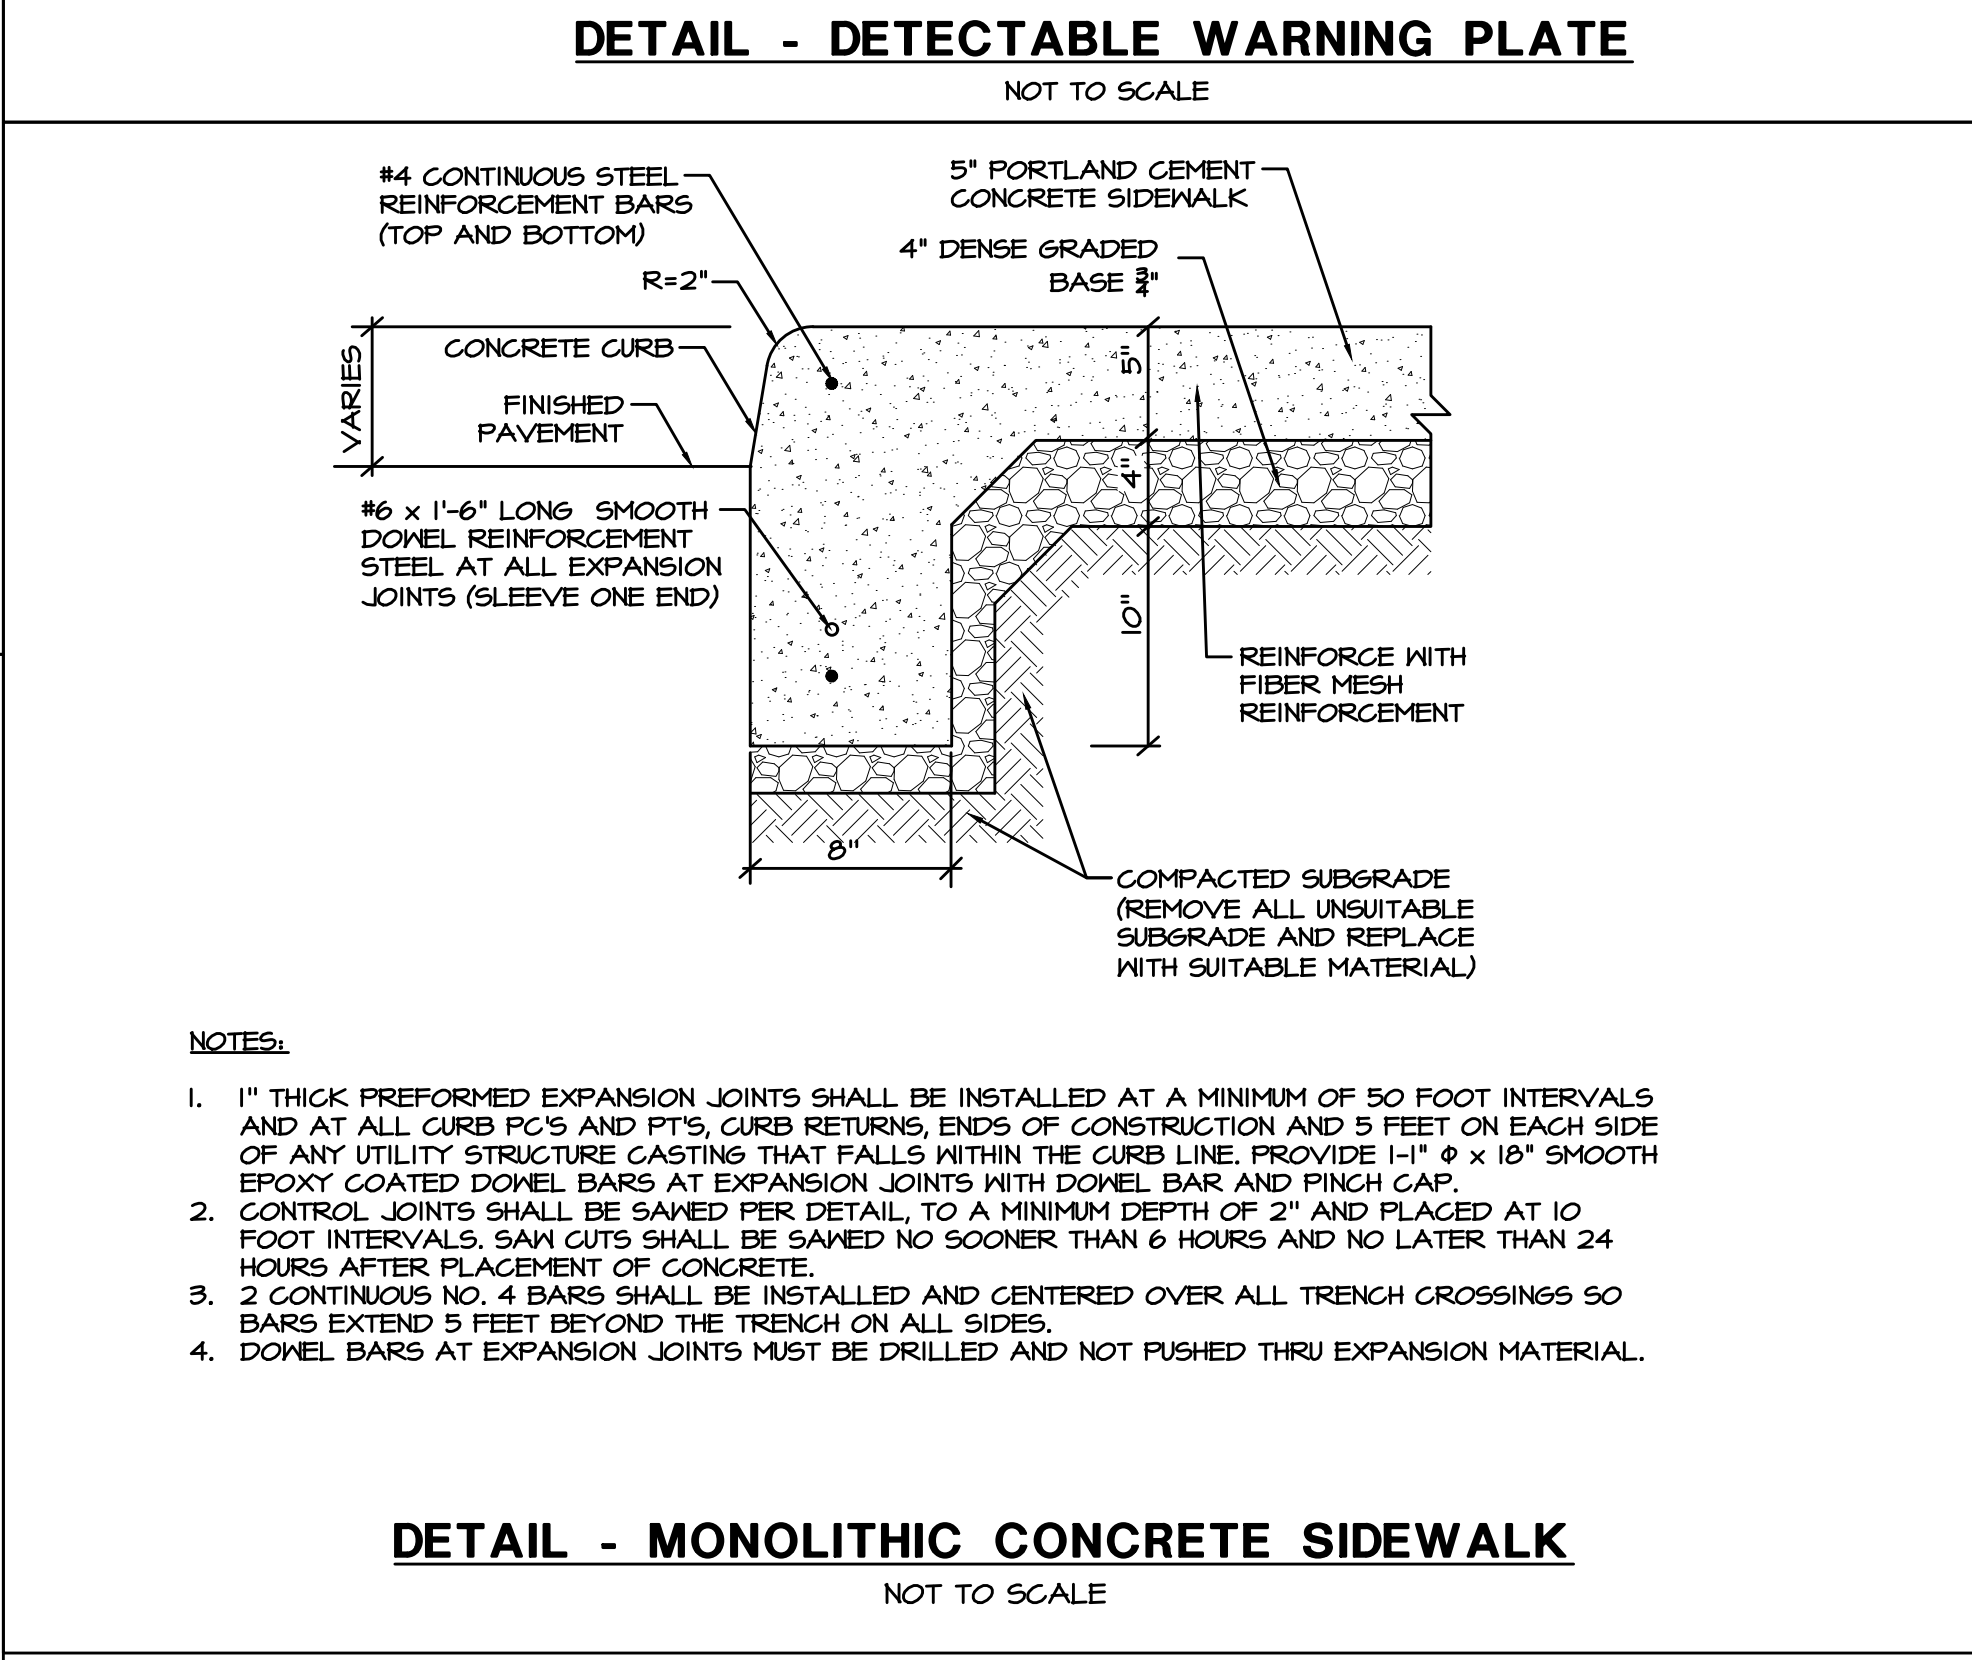 DETAIL - DETECTABLE WARNING PLATE
NOT TO SCALE
#4 CONTINUOUS STEEL
REINFORCEMENT BARS
(TOP AND BOTTOM)
R=2"
CONCRETE CURB
FINISHED
PAVEMENT
VARIES
#6 x 1'-6" LONG SMOOTH
DOWEL REINFORCEMENT
STEEL AT ALL EXPANSION
JOINTS (SLEEVE ONE END)
5" PORTLAND CEMENT
CONCRETE SIDEWALK
4" DENSE GRADED
BASE ¾"
5"
4"
10"
REINFORCE WITH
FIBER MESH
REINFORCEMENT
8"
COMPACTED SUBGRADE
(REMOVE ALL UNSUITABLE
SUBGRADE AND REPLACE
WITH SUITABLE MATERIAL)
NOTES:
1. 1" THICK PREFORMED EXPANSION JOINTS SHALL BE INSTALLED AT A MINIMUM OF 50 FOOT INTERVALS
AND AT ALL CURB PC'S AND PT'S, CURB RETURNS, ENDS OF CONSTRUCTION AND 5 FEET ON EACH SIDE
OF ANY UTILITY STRUCTURE CASTING THAT FALLS WITHIN THE CURB LINE. PROVIDE 1-1" Φ x 18" SMOOTH
EPOXY COATED DOWEL BARS AT EXPANSION JOINTS WITH DOWEL BAR AND PINCH CAP.
2. CONTROL JOINTS SHALL BE SAWED PER DETAIL, TO A MINIMUM DEPTH OF 2" AND PLACED AT 10
FOOT INTERVALS. SAW CUTS SHALL BE SAWED NO SOONER THAN 6 HOURS AND NO LATER THAN 24
HOURS AFTER PLACEMENT OF CONCRETE.
3. 2 CONTINUOUS NO. 4 BARS SHALL BE INSTALLED AND CENTERED OVER ALL TRENCH CROSSINGS SO
BARS EXTEND 5 FEET BEYOND THE TRENCH ON ALL SIDES.
4. DOWEL BARS AT EXPANSION JOINTS MUST BE DRILLED AND NOT PUSHED THRU EXPANSION MATERIAL.
DETAIL - MONOLITHIC CONCRETE SIDEWALK
NOT TO SCALE